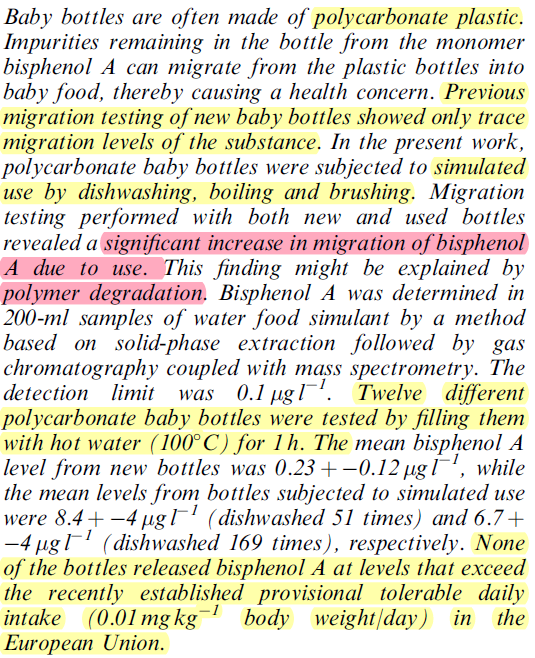 Baby bottles are often made of polycarbonate plastic.
Impurities remaining in the bottle from the monomer
bisphenol A can migrate from the plastic bottles into
baby food, thereby causing a health concern. Previous
migration testing of new baby bottles showed only trace
migration levels of the substance. In the present work,
polycarbonate baby bottles were subjected to simulated
use by dishwashing, boiling and brushing. Migration
testing performed with both new and used bottles
revealed a significant increase in migration of bisphenol
A due to use. This finding might be explained by
polymer degradation. Bisphenol A was determined in
200-ml samples of water food simulant by a method
based on solid-phase extraction followed by gas
chromatography coupled with mass spectrometry. The
detection limit was 0.1 µg l⁻¹. Twelve different
polycarbonate baby bottles were tested by filling them
with hot water (100°C) for 1 h. The mean bisphenol A
level from new bottles was 0.23 + −0.12 µg l⁻¹, while
the mean levels from bottles subjected to simulated use
were 8.4 + −4 µg l⁻¹ (dishwashed 51 times) and 6.7 +
−4 µg l⁻¹ (dishwashed 169 times), respectively. None
of the bottles released bisphenol A at levels that exceed
the recently established provisional tolerable daily
intake (0.01 mg kg⁻¹ body weight/day) in the
European Union.